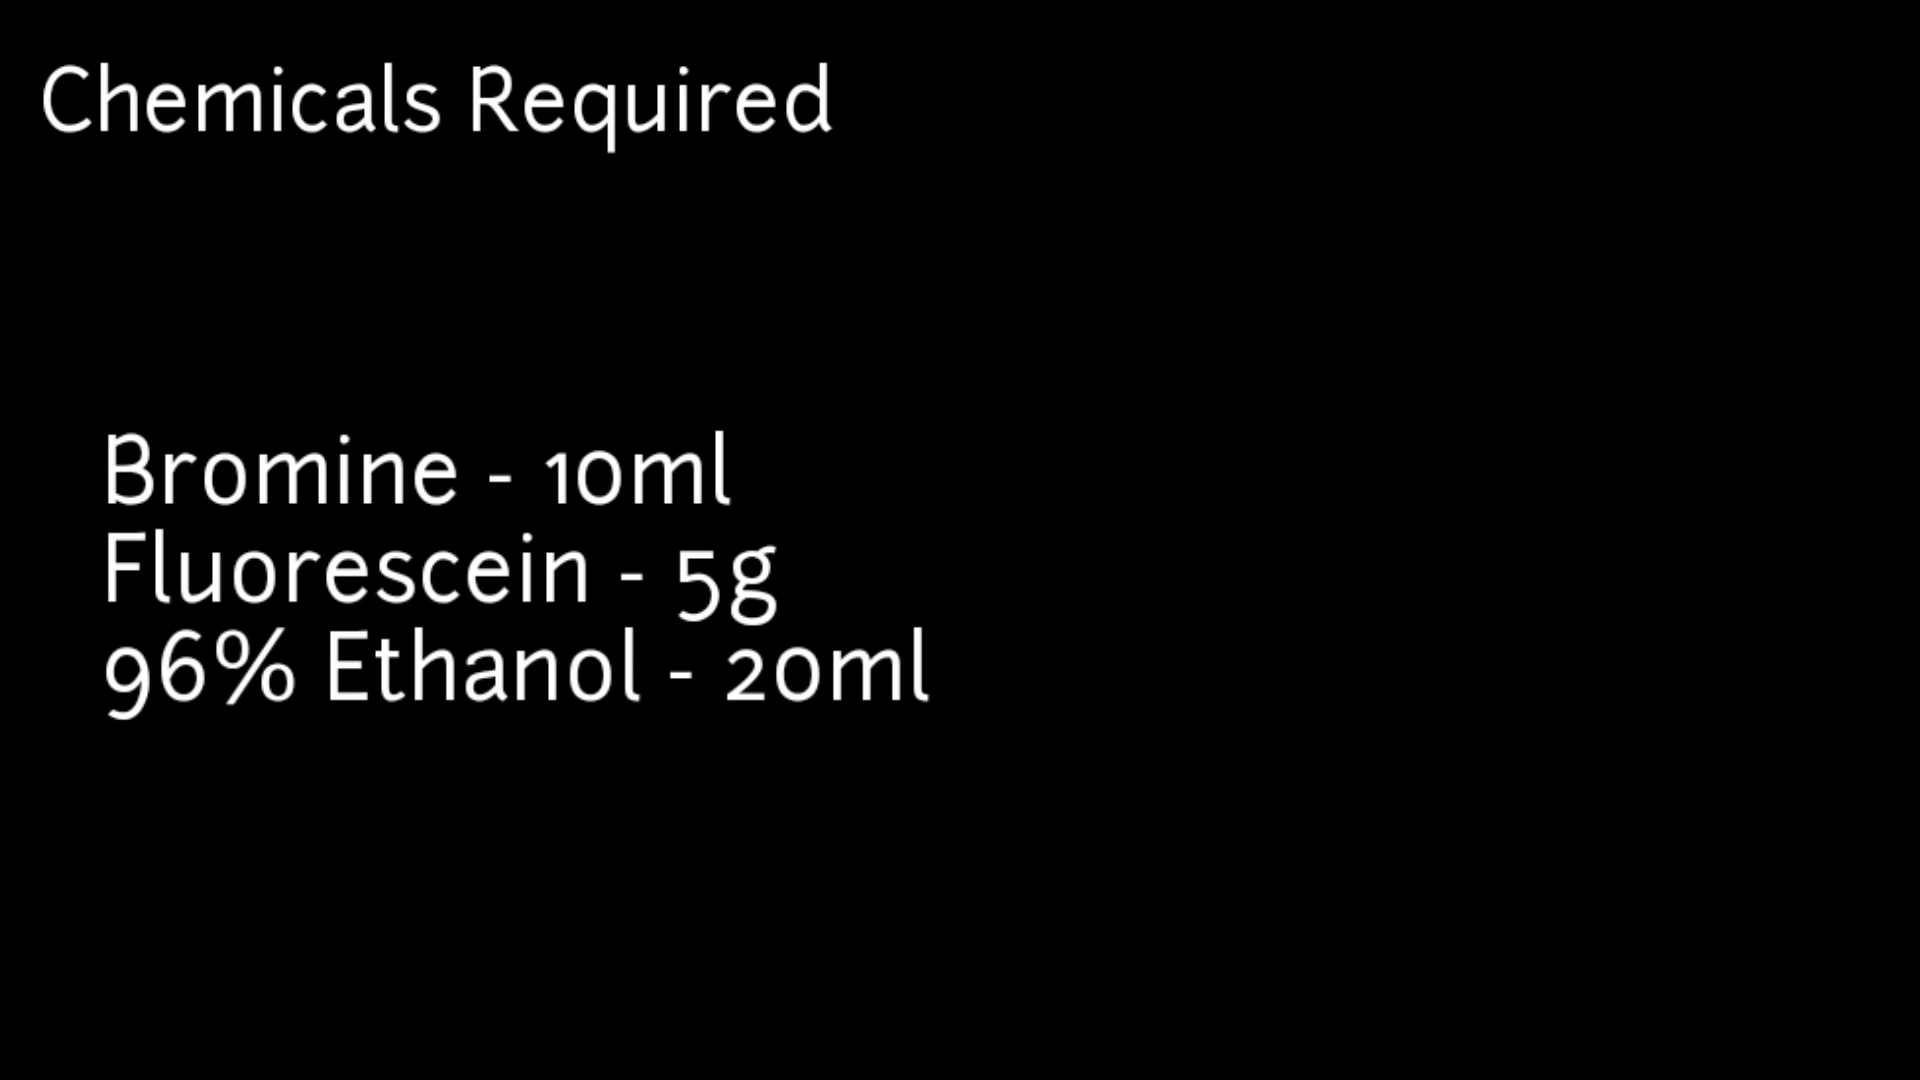 Chemicals Required
Bromine - 10ml
Fluorescein - 5g
96% Ethanol - 20ml